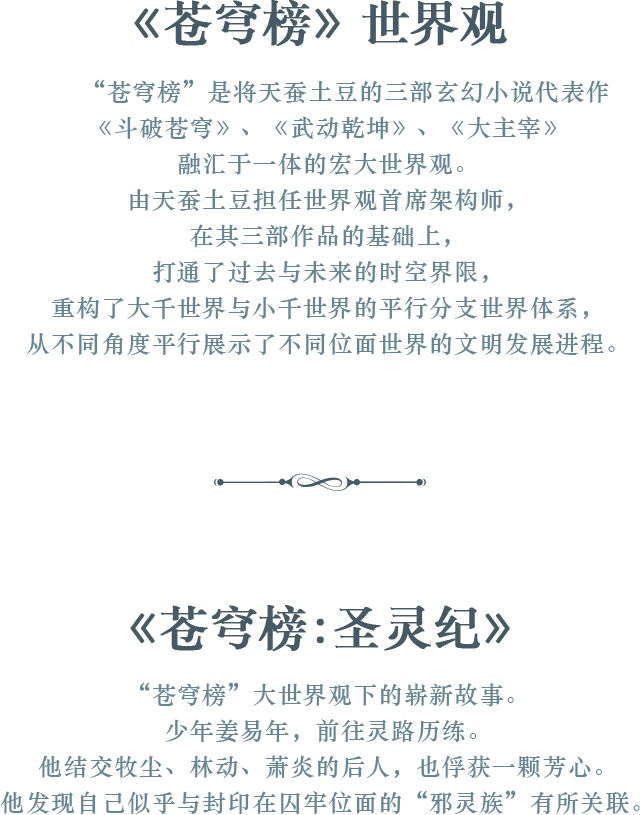 《苍穹榜》世界观
“苍穹榜”是将天蚕土豆的三部玄幻小说代表作
《斗破苍穹》、《武动乾坤》、《大主宰》
融汇于一体的宏大世界观。
由天蚕土豆担任世界观首席架构师，
在其三部作品的基础上，
打通了过去与未来的时空界限，
重构了大千世界与小千世界的平行分支世界体系，
从不同角度平行展示了不同位面世界的文明发展进程。
《苍穹榜:圣灵纪》
“苍穹榜”大世界观下的崭新故事。
少年姜易年，前往灵路历练。
他结交牧尘、林动、萧炎的后人，也俘获一颗芳心。
他发现自己似乎与封印在囚牢位面的“邪灵族”有所关联。